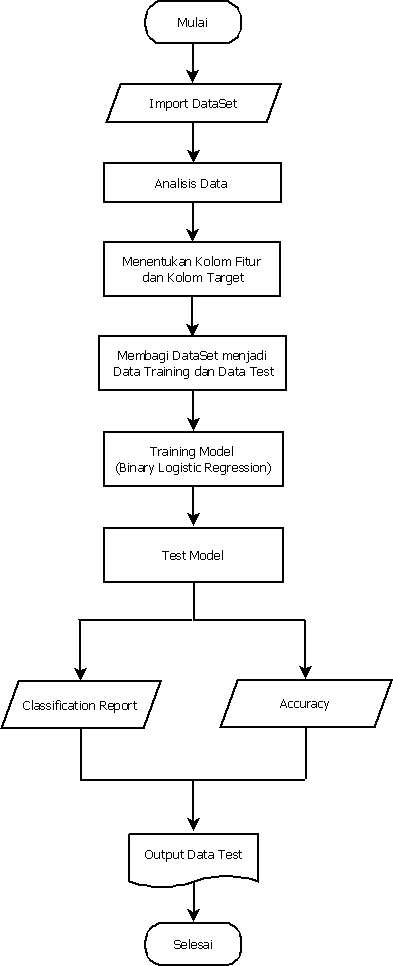 Mulai
Import DataSet
Analisis Data
Menentukan Kolom Fitur
dan Kolom Target
Membagi DataSet menjadi
Data Training dan Data Test
Training Model
(Binary Logistic Regression)
Test Model
Classification Report
Accuracy
Output Data Test
Selesai